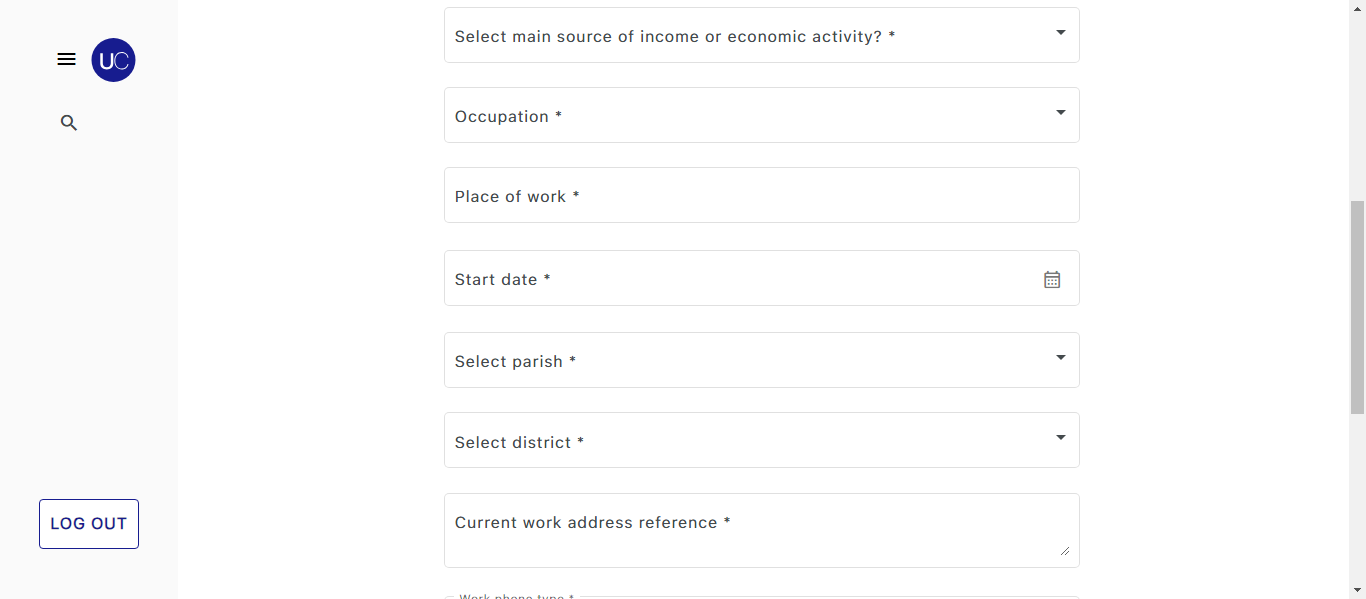 UC
LOG OUT
Select main source of income or economic activity? *
Occupation *
Place of work *
Start date *
Select parish *
Select district *
Current work address reference *
Work phone type *